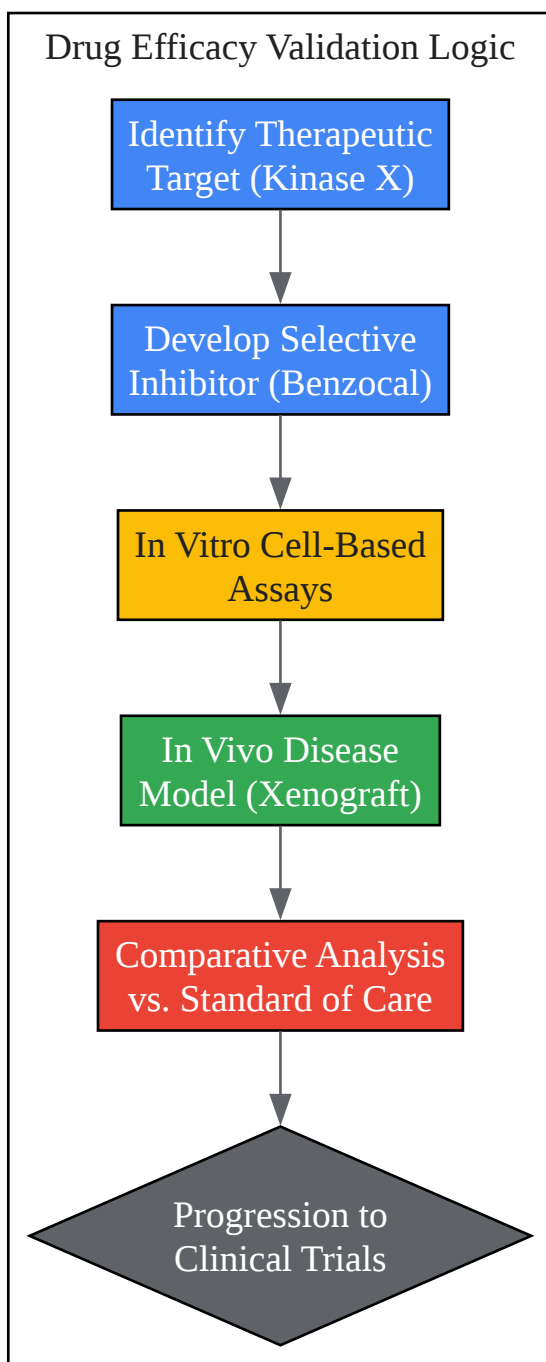 Drug Efficacy Validation Logic
Identify Therapeutic
Target (Kinase X)
Develop Selective
Inhibitor (Benzocal)
In Vitro Cell-Based
Assays
In Vivo Disease
Model (Xenograft)
Comparative Analysis
vs. Standard of Care
Progression to
Clinical Trials